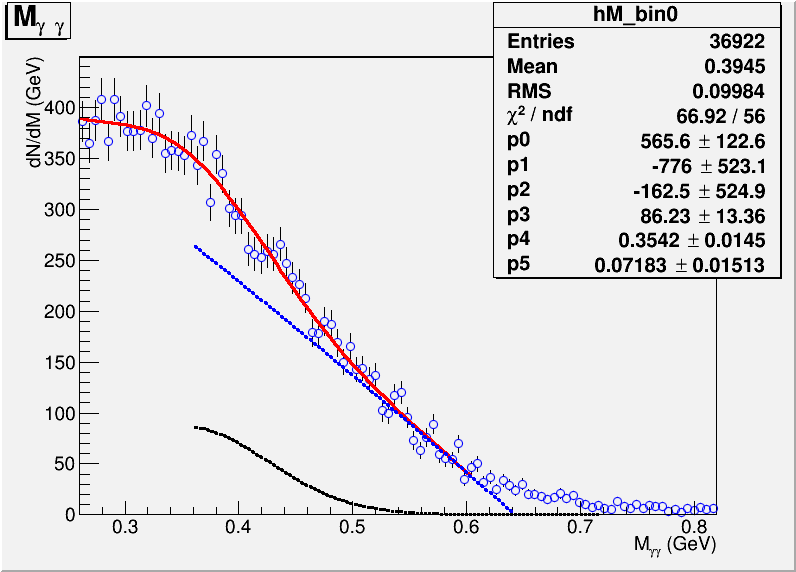 M γ γ
hM_bin0
Entries 36922
Mean 0.3945
RMS 0.09984
χ² / ndf 66.92 / 56
p0 565.6 ± 122.6
p1 -776 ± 523.1
p2 -162.5 ± 524.9
p3 86.23 ± 13.36
p4 0.3542 ± 0.0145
p5 0.07183 ± 0.01513
dN/dM (GeV)
400
350
300
250
200
150
100
50
0
0.3 0.4 0.5 0.6 0.7 0.8
M γγ (GeV)